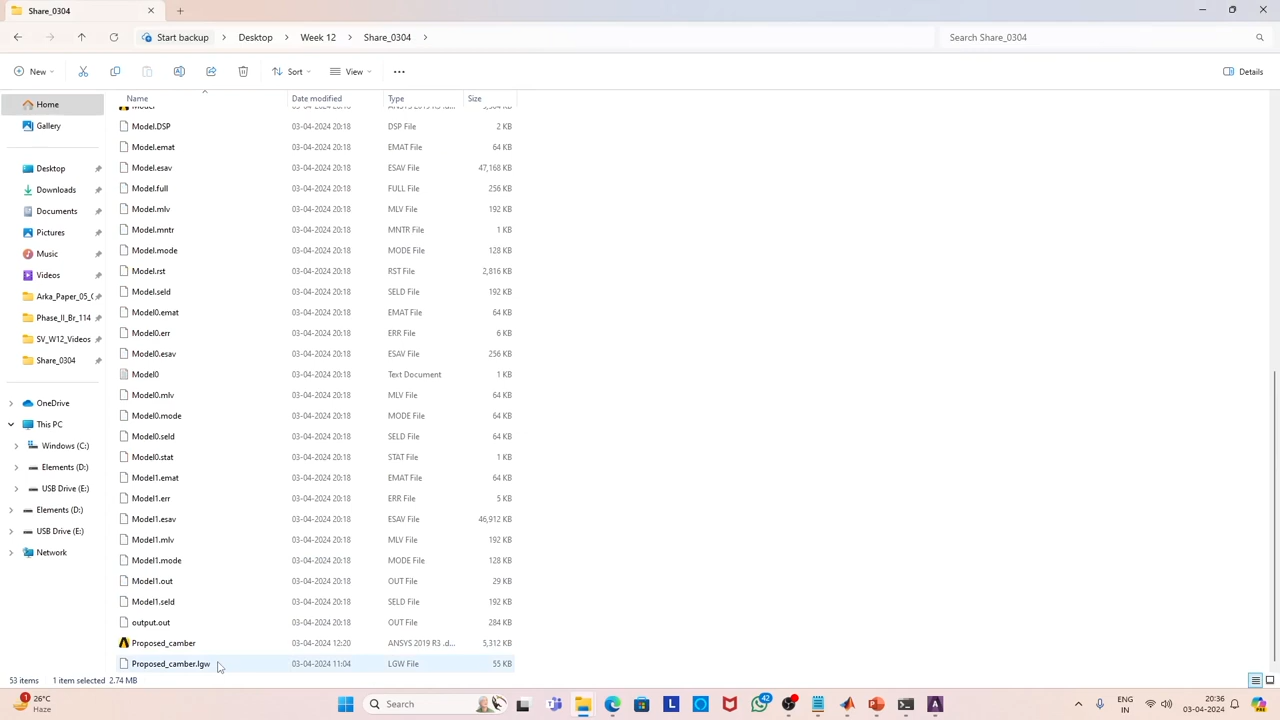 Share_0304
Start backup > Desktop > Week 12 > Share_0304 >
Search Share_0304
New
Sort
View
Details
Name Date modified Type Size
Home
Gallery
Desktop
Downloads
Documents
Pictures
Music
Videos
Arka_Paper_05_
Phase_II_Br_114
SV_W12_Videos
Share_0304
OneDrive
This PC
Windows (C:)
Elements (D:)
USB Drive (E:)
Elements (D:)
USB Drive (E:)
Network
Model.DSP 03-04-2024 20:18 DSP File 2 KB
Model.emat 03-04-2024 20:18 EMAT File 64 KB
Model.esav 03-04-2024 20:18 ESAV File 47,168 KB
Model.full 03-04-2024 20:18 FULL File 256 KB
Model.mlv 03-04-2024 20:18 MLV File 192 KB
Model.mntr 03-04-2024 20:18 MNTR File 1 KB
Model.mode 03-04-2024 20:18 MODE File 128 KB
Model.rst 03-04-2024 20:18 RST File 2,816 KB
Model.seld 03-04-2024 20:18 SELD File 192 KB
Model0.emat 03-04-2024 20:18 EMAT File 64 KB
Model0.err 03-04-2024 20:18 ERR File 6 KB
Model0.esav 03-04-2024 20:18 ESAV File 256 KB
Model0 03-04-2024 20:18 Text Document 1 KB
Model0.mlv 03-04-2024 20:18 MLV File 64 KB
Model0.mode 03-04-2024 20:18 MODE File 64 KB
Model0.seld 03-04-2024 20:18 SELD File 64 KB
Model0.stat 03-04-2024 20:18 STAT File 1 KB
Model1.emat 03-04-2024 20:18 EMAT File 64 KB
Model1.err 03-04-2024 20:18 ERR File 5 KB
Model1.esav 03-04-2024 20:18 ESAV File 46,912 KB
Model1.mlv 03-04-2024 20:18 MLV File 192 KB
Model1.mode 03-04-2024 20:18 MODE File 128 KB
Model1.out 03-04-2024 20:18 OUT File 29 KB
Model1.seld 03-04-2024 20:18 SELD File 192 KB
output.out 03-04-2024 20:18 OUT File 284 KB
Proposed_camber 03-04-2024 12:20 ANSYS 2019 R3 .d... 5,312 KB
Proposed_camber.lgw 03-04-2024 11:04 LGW File 55 KB
53 items 1 item selected 2.74 MB
26°C
Haze
Search
42
ENG
IN
20:36
03-04-2024